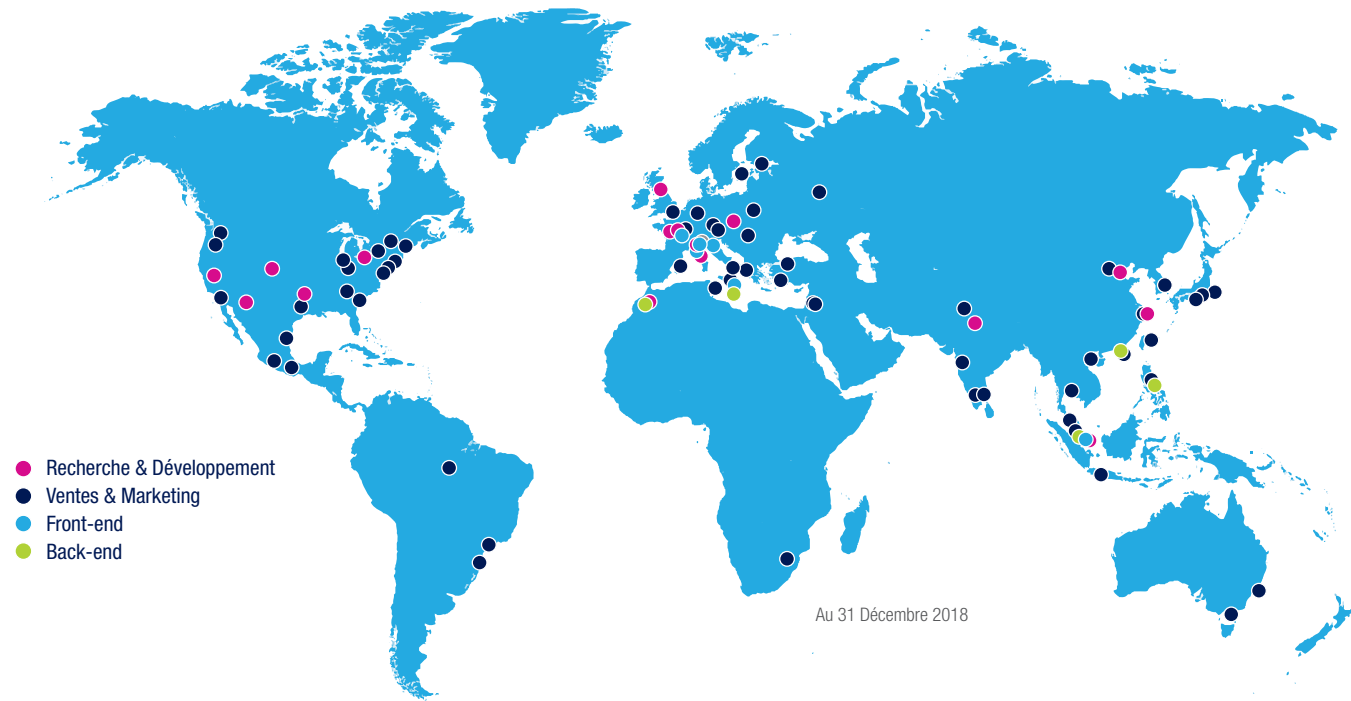 Recherche & Développement
Ventes & Marketing
Front-end
Back-end
Au 31 Décembre 2018